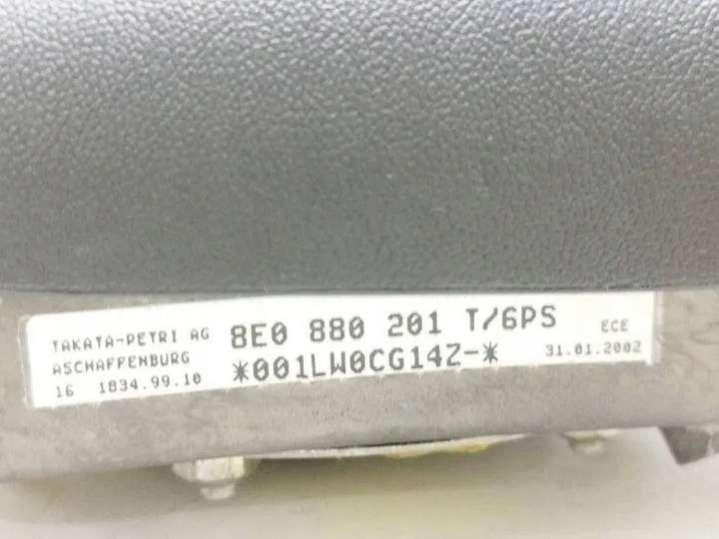 TAKATA-PETRI AG 8E0 880 201 T/6PS ECE
ASCHAFFENBURG *001LW0CG14Z-* 31.01.2002
16 1834.99.10